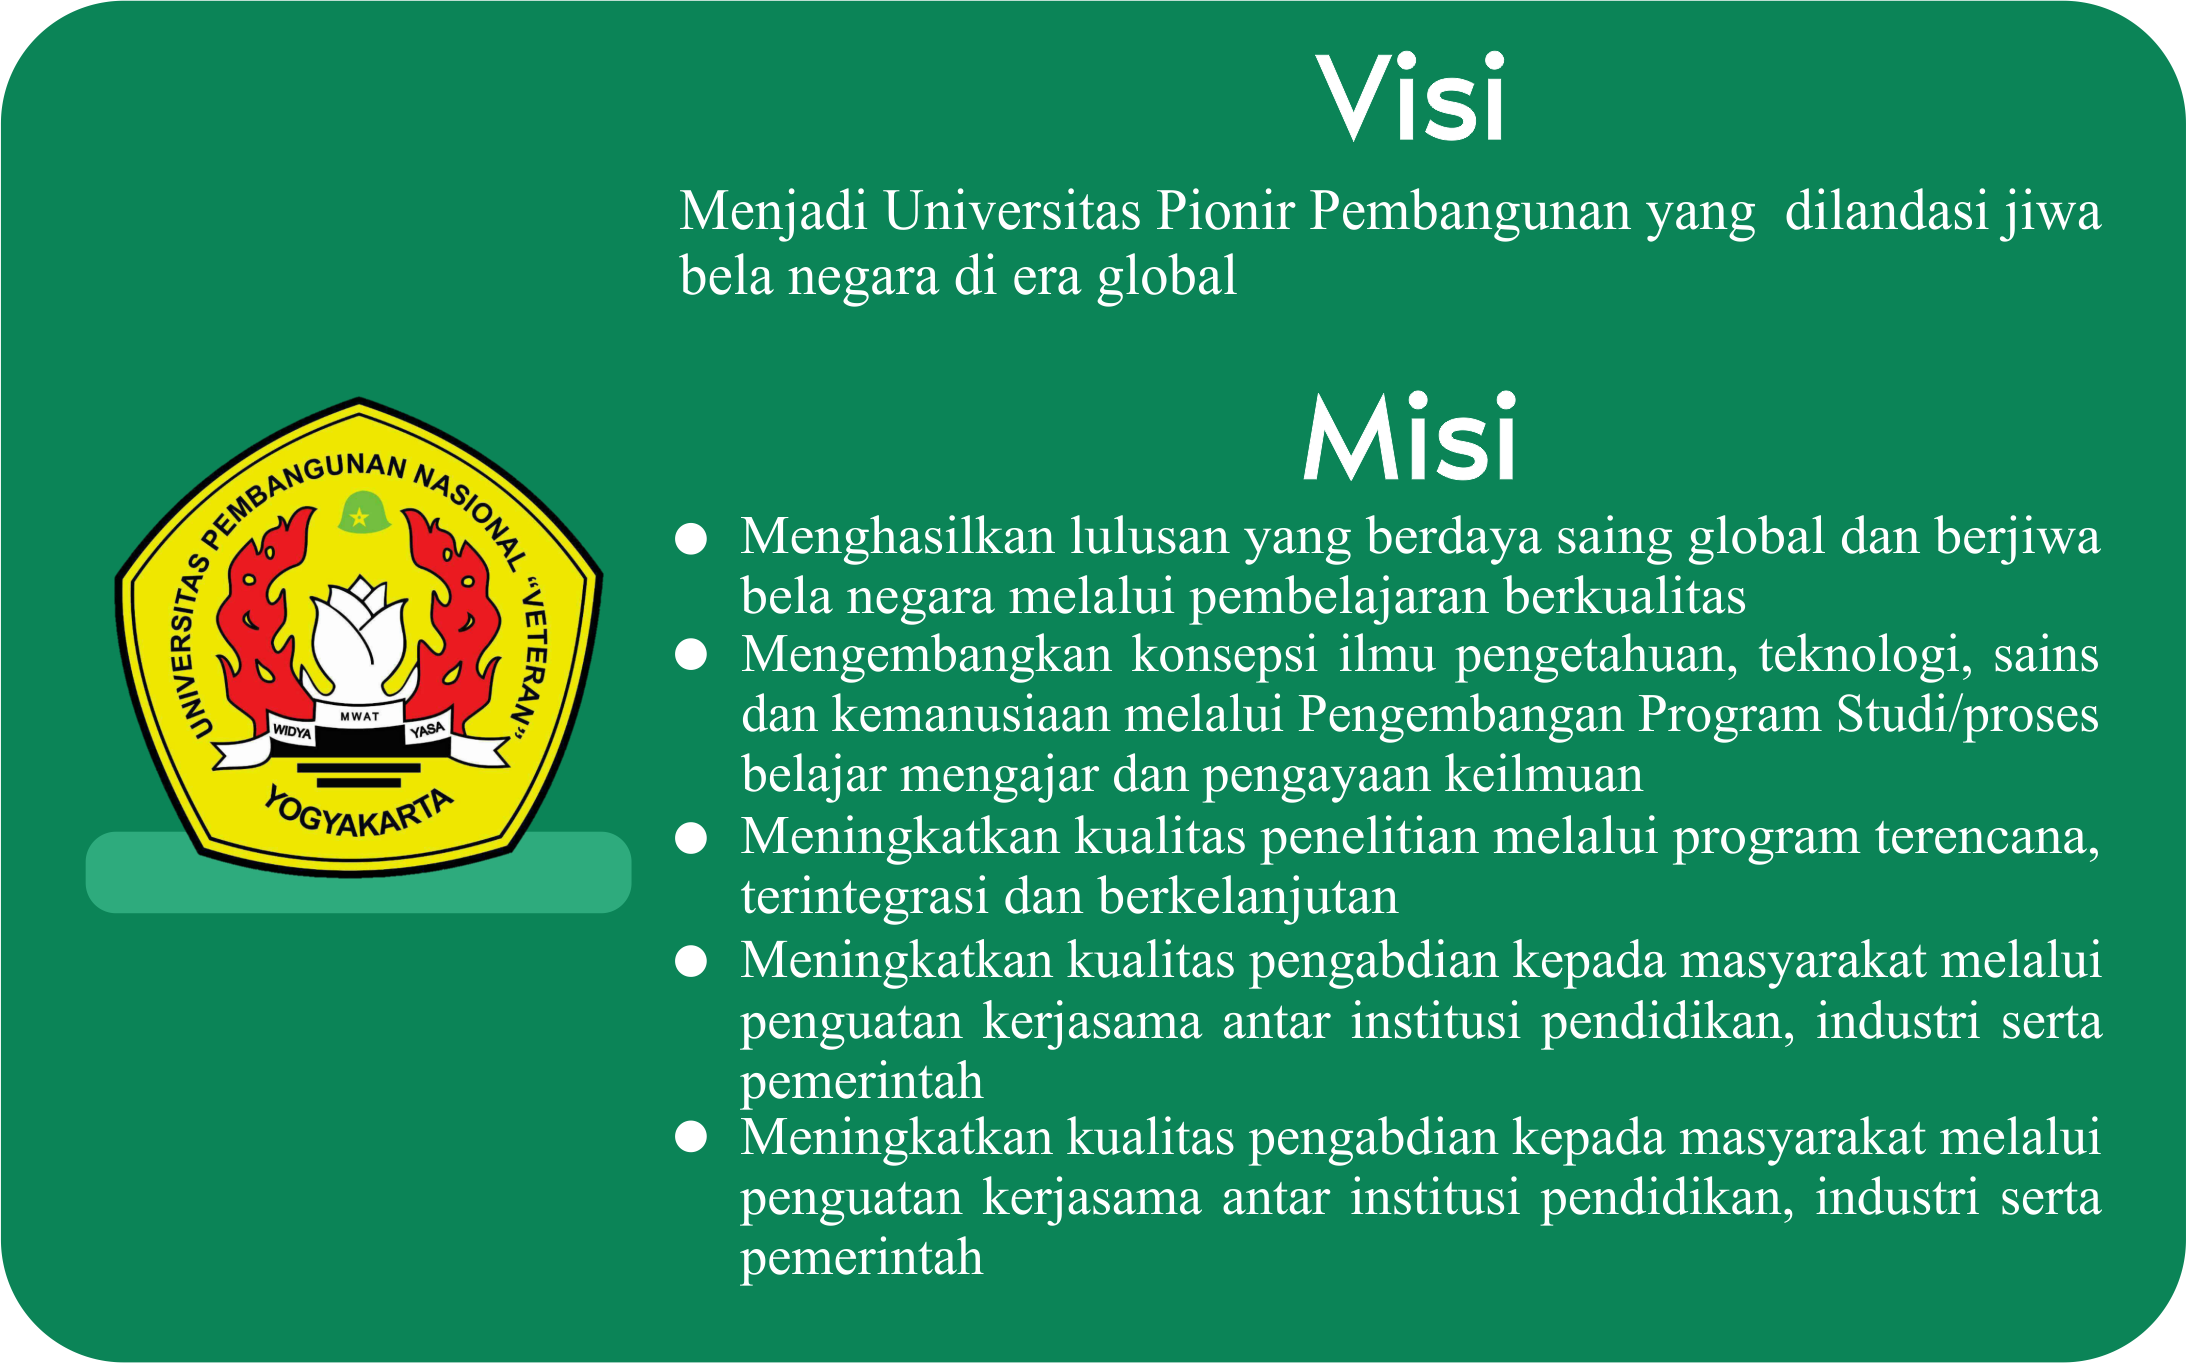 Visi
Menjadi Universitas Pionir Pembangunan yang dilandasi jiwa
bela negara di era global
Misi
● Menghasilkan lulusan yang berdaya saing global dan berjiwa
bela negara melalui pembelajaran berkualitas
● Mengembangkan konsepsi ilmu pengetahuan, teknologi, sains
dan kemanusiaan melalui Pengembangan Program Studi/proses
belajar mengajar dan pengayaan keilmuan
● Meningkatkan kualitas penelitian melalui program terencana,
terintegrasi dan berkelanjutan
● Meningkatkan kualitas pengabdian kepada masyarakat melalui
penguatan kerjasama antar institusi pendidikan, industri serta
pemerintah
● Meningkatkan kualitas pengabdian kepada masyarakat melalui
penguatan kerjasama antar institusi pendidikan, industri serta
pemerintah
UNIVERSITAS PEMBANGUNAN NASIONAL “VETERAN”
WIDYA MWAT YASA
YOGYAKARTA